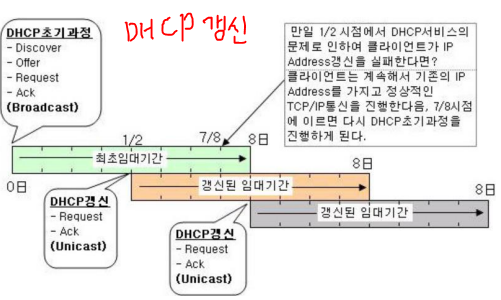 DHCP 갱신
DHCP초기과정
- Discover
- Offer
- Request
- Ack
(Broadcast)
만일 1/2 시점에서 DHCP서비스의
문제로 인하여 클라이언트가 IP
Address갱신을 실패한다면?
클라이언트는 계속해서 기존의 IP
Address를 가지고 정상적인
TCP/IP통신을 진행한다음, 7/8시점
에 이르면 다시 DHCP초기과정을
진행하게 된다.
1/2
7/8
8日
최초임대기간
0日
8日
갱신된 임대기간
8日
갱신된 임대기간
DHCP갱신
- Request
- Ack
(Unicast)
DHCP갱신
- Request
- Ack
(Unicast)